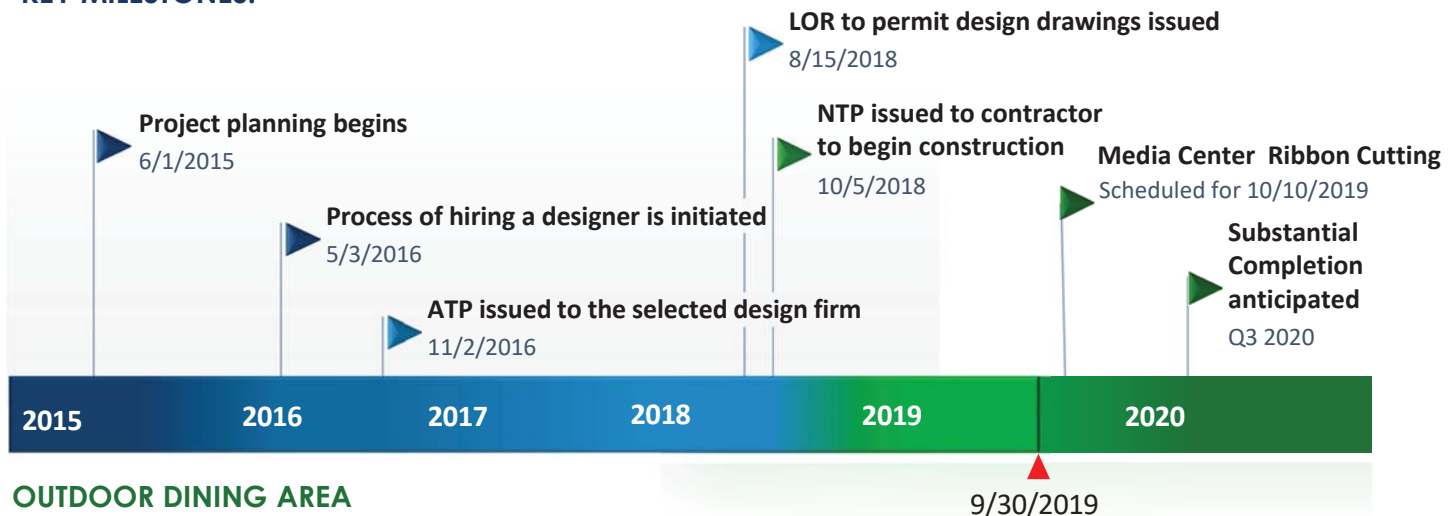 KEY MILESTONES:
LOR to permit design drawings issued
8/15/2018
Project planning begins
6/1/2015
NTP issued to contractor
to begin construction
10/5/2018
Media Center Ribbon Cutting
Scheduled for 10/10/2019
Process of hiring a designer is initiated
5/3/2016
Substantial
Completion
anticipated
Q3 2020
ATP issued to the selected design firm
11/2/2016
2015
2016
2017
2018
2019
2020
9/30/2019
OUTDOOR DINING AREA